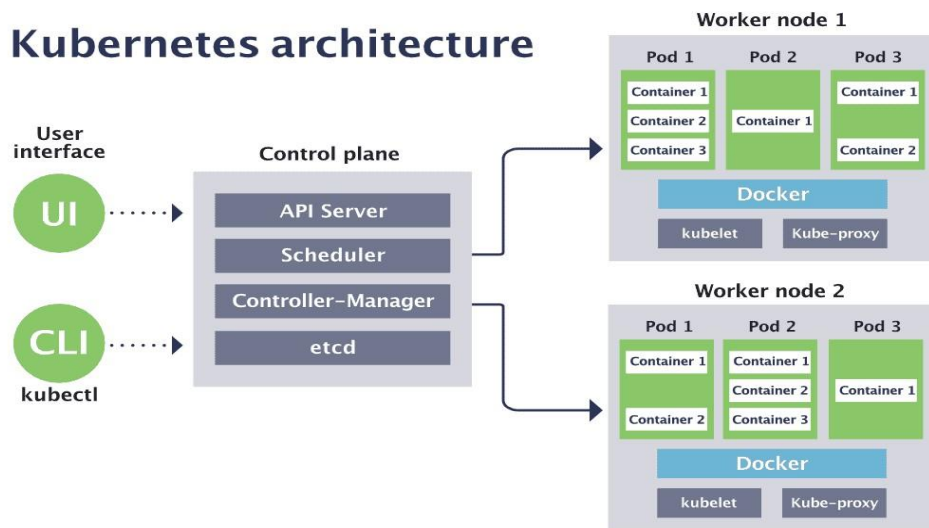 Kubernetes architecture
User
interface
UI
CLI
kubectl
Control plane
API Server
Scheduler
Controller-Manager
etcd
Worker node 1
Pod 1
Container 1
Container 2
Container 3
Pod 2
Container 1
Pod 3
Container 1
Container 2
Docker
kubelet
Kube-proxy
Worker node 2
Pod 1
Container 1
Container 2
Pod 2
Container 1
Container 2
Container 3
Pod 3
Container 1
Docker
kubelet
Kube-proxy